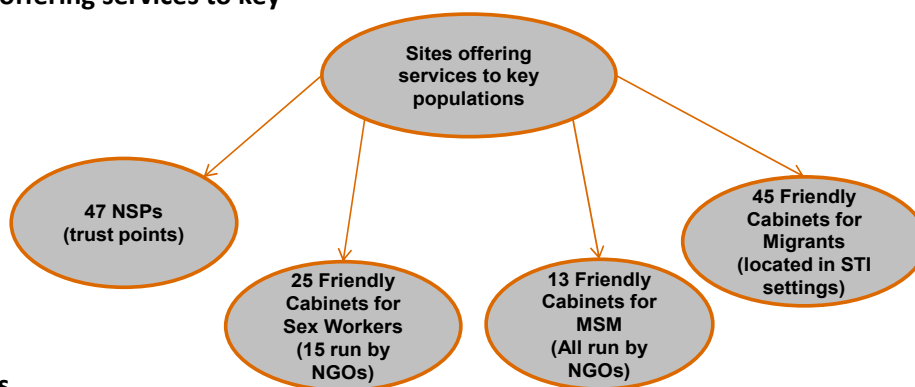 offering services to key
Sites offering
services to key
populations
47 NSPs
(trust points)
25 Friendly
Cabinets for
Sex Workers
(15 run by
NGOs)
13 Friendly
Cabinets for
MSM
(All run by
NGOs)
45 Friendly
Cabinets for
Migrants
(located in STI
settings)